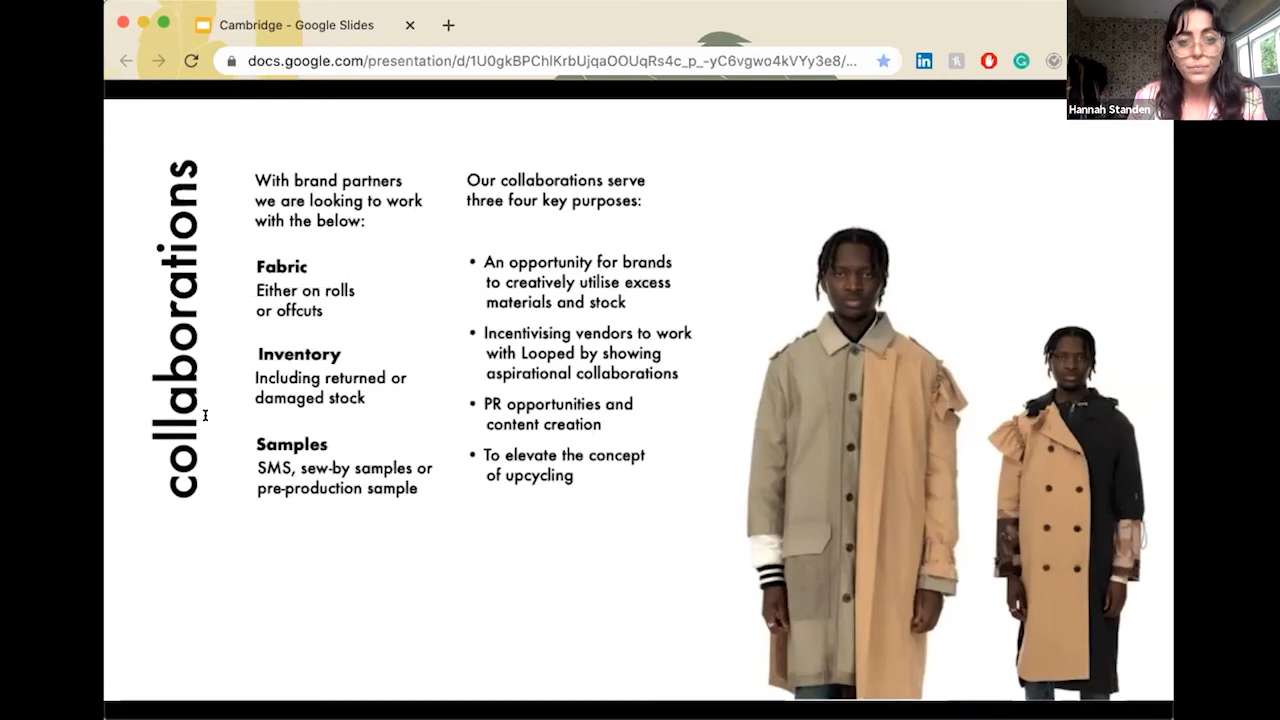 Cambridge - Google Slides
docs.google.com/presentation/d/1U0gkBPChlKrbUjqaOOUqRs4c_p_-yC6vgwo4kVYy3e8/...
Hannah Standen
collaborations
With brand partners
we are looking to work
with the below:
Fabric
Either on rolls
or offcuts
Inventory
Including returned or
damaged stock
Samples
SMS, sew-by samples or
pre-production sample
Our collaborations serve
three four key purposes:
• An opportunity for brands
to creatively utilise excess
materials and stock
• Incentivising vendors to work
with Looped by showing
aspirational collaborations
• PR opportunities and
content creation
• To elevate the concept
of upcycling